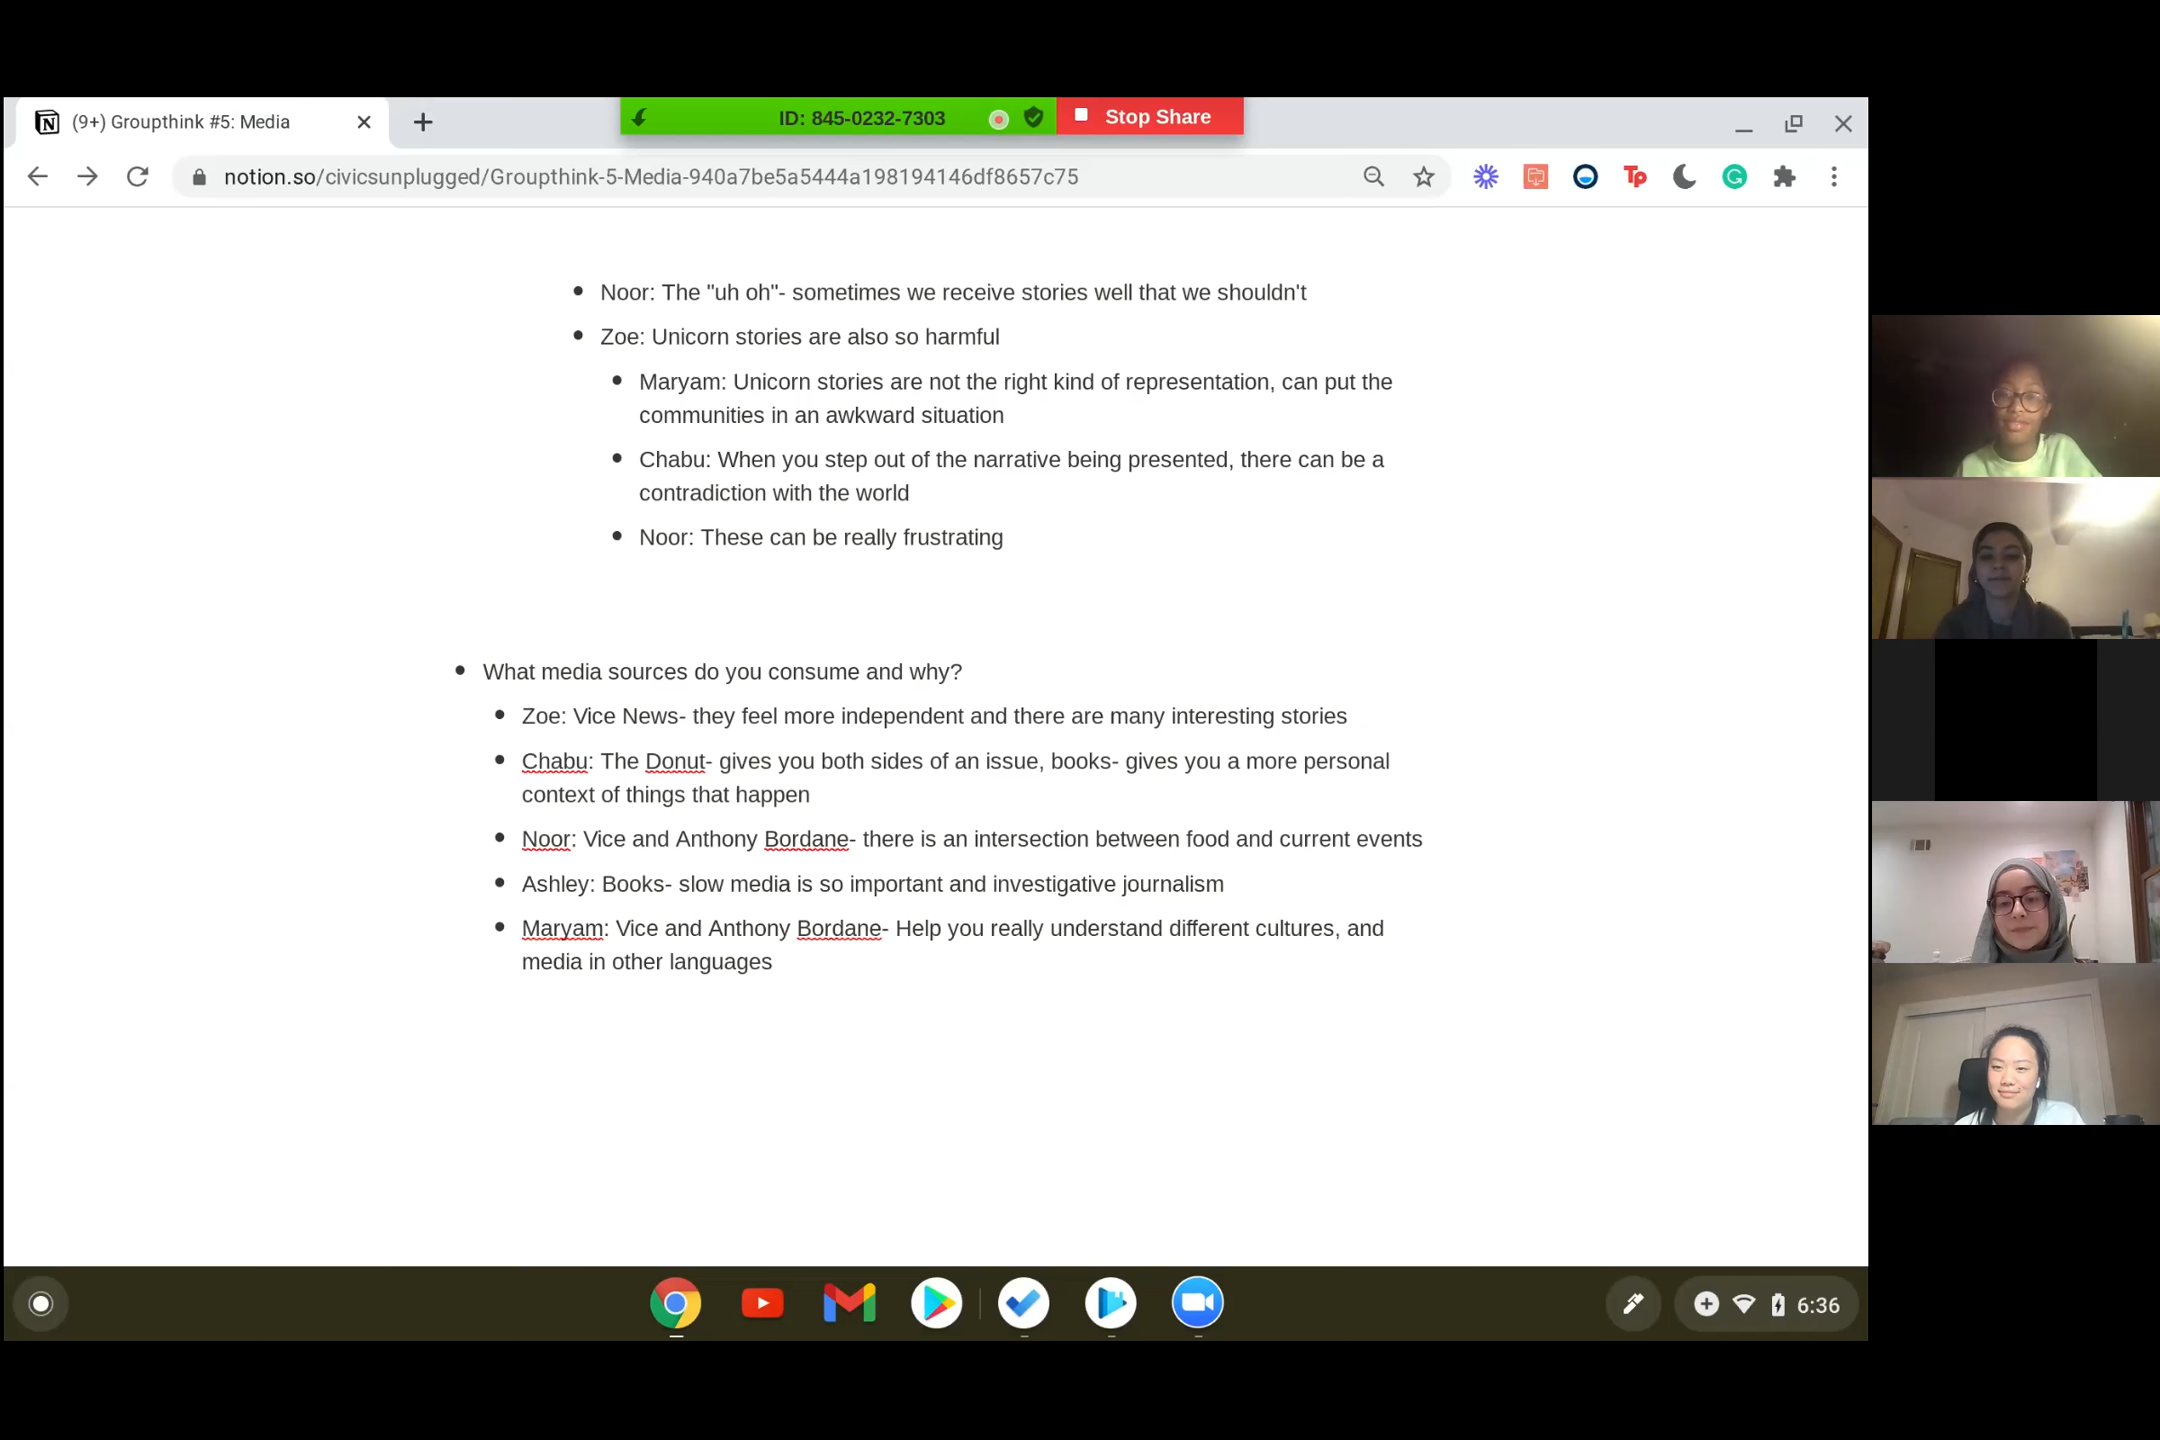 (9+) Groupthink #5: Media
ID: 845-0232-7303
Stop Share
notion.so/civicsunplugged/Groupthink-5-Media-940a7be5a5444a198194146df8657c75
Tp
Noor: The "uh oh"- sometimes we receive stories well that we shouldn't
Zoe: Unicorn stories are also so harmful
Maryam: Unicorn stories are not the right kind of representation, can put the
communities in an awkward situation
Chabu: When you step out of the narrative being presented, there can be a
contradiction with the world
Noor: These can be really frustrating
What media sources do you consume and why?
Zoe: Vice News- they feel more independent and there are many interesting stories
Chabu: The Donut- gives you both sides of an issue, books- gives you a more personal
context of things that happen
Noor: Vice and Anthony Bordane- there is an intersection between food and current events
Ashley: Books- slow media is so important and investigative journalism
Maryam: Vice and Anthony Bordane- Help you really understand different cultures, and
media in other languages
6:36